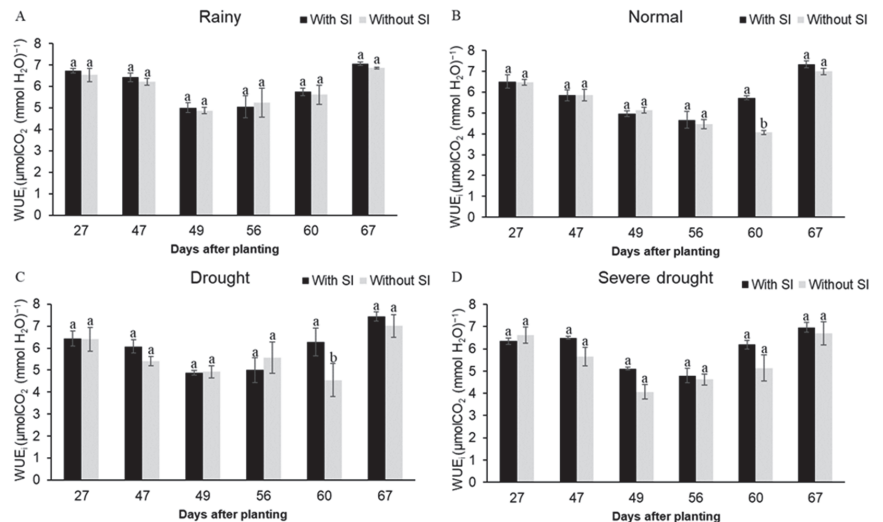 A
Rainy
With SI Without SI
WUEi (µmolCO2 (mmol H2O)−1)
8
7
6
5
4
3
2
1
0
a a a a a a a a a a a a
27 47 49 56 60 67
Days after planting
B
Normal
With SI Without SI
WUEi (µmolCO2 (mmol H2O)−1)
8
7
6
5
4
3
2
1
0
a a a a a a a a a b a a
27 47 49 56 60 67
Days after planting
C
Drought
With SI Without SI
WUEi (µmolCO2 (mmol H2O)−1)
8
7
6
5
4
3
2
1
0
a a a a a a a a a b a a
27 47 49 56 60 67
Days after planting
D
Severe drought
With SI Without SI
WUEi (µmolCO2 (mmol H2O)−1)
8
7
6
5
4
3
2
1
0
a a a a a a a a a a a a
27 47 49 56 60 67
Days after planting